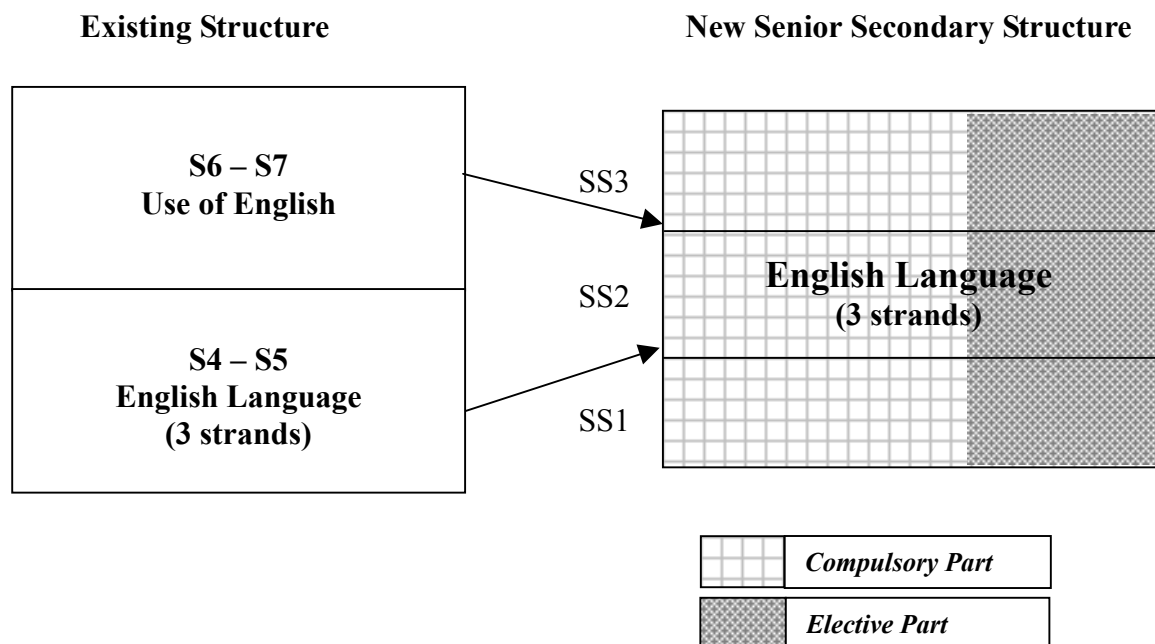 Existing Structure
New Senior Secondary Structure
S6 – S7
Use of English
S4 – S5
English Language
(3 strands)
SS3
SS2
SS1
English Language
(3 strands)
Compulsory Part
Elective Part